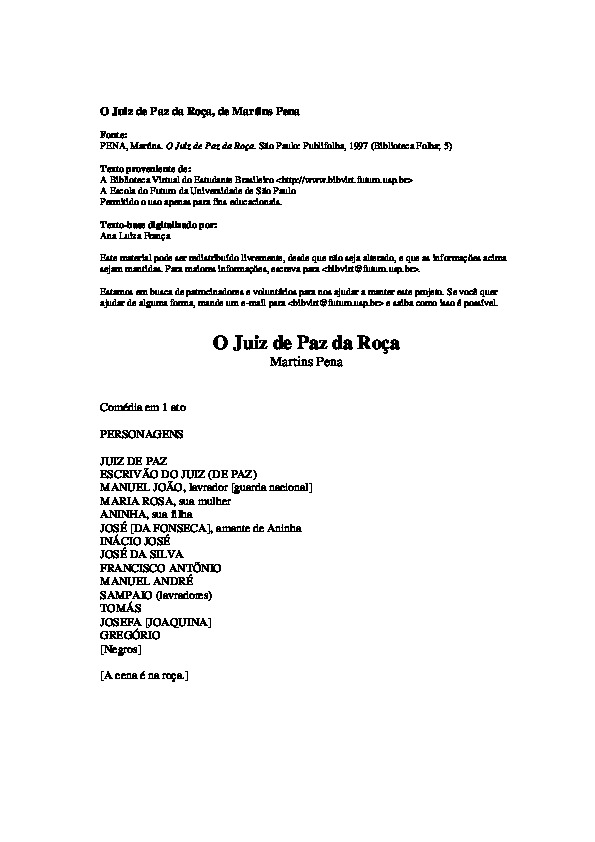 O Juiz de Paz da Roça, de Martins Pena
Fonte:
PENA, Martins. O Juiz de Paz da Roça. São Paulo: Publifolha, 1997 (Biblioteca Folha; 5)
Texto proveniente de:
A Biblioteca Virtual do Estudante Brasileiro <http://www.bibvirt.futuro.usp.br>
A Escola do Futuro da Universidade de São Paulo
Permitido o uso apenas para fins educacionais.
Texto-base digitalizado por:
Ana Luiza França
Este material pode ser redistribuído livremente, desde que não seja alterado, e que as informações acima
sejam mantidas. Para maiores informações, escreva para <bibvirt@futuro.usp.br>.
Estamos em busca de patrocinadores e voluntários para nos ajudar a manter este projeto. Se você quer
ajudar de alguma forma, mande um e-mail para <bibvirt@futuro.usp.br> e saiba como isso é possível.
O Juiz de Paz da Roça
Martins Pena
Comédia em 1 ato
PERSONAGENS
JUIZ DE PAZ
ESCRIVÃO DO JUIZ (DE PAZ)
MANUEL JOÃO, lavrador [guarda nacional]
MARIA ROSA, sua mulher
ANINHA, sua filha
JOSÉ [DA FONSECA], amante de Aninha
INÁCIO JOSÉ
JOSÉ DA SILVA
FRANCISCO ANTÔNIO
MANUEL ANDRÉ
SAMPAIO (lavradores)
TOMÁS
JOSEFA [JOAQUINA]
GREGÓRIO
[Negros]
[A cena é na roça.]